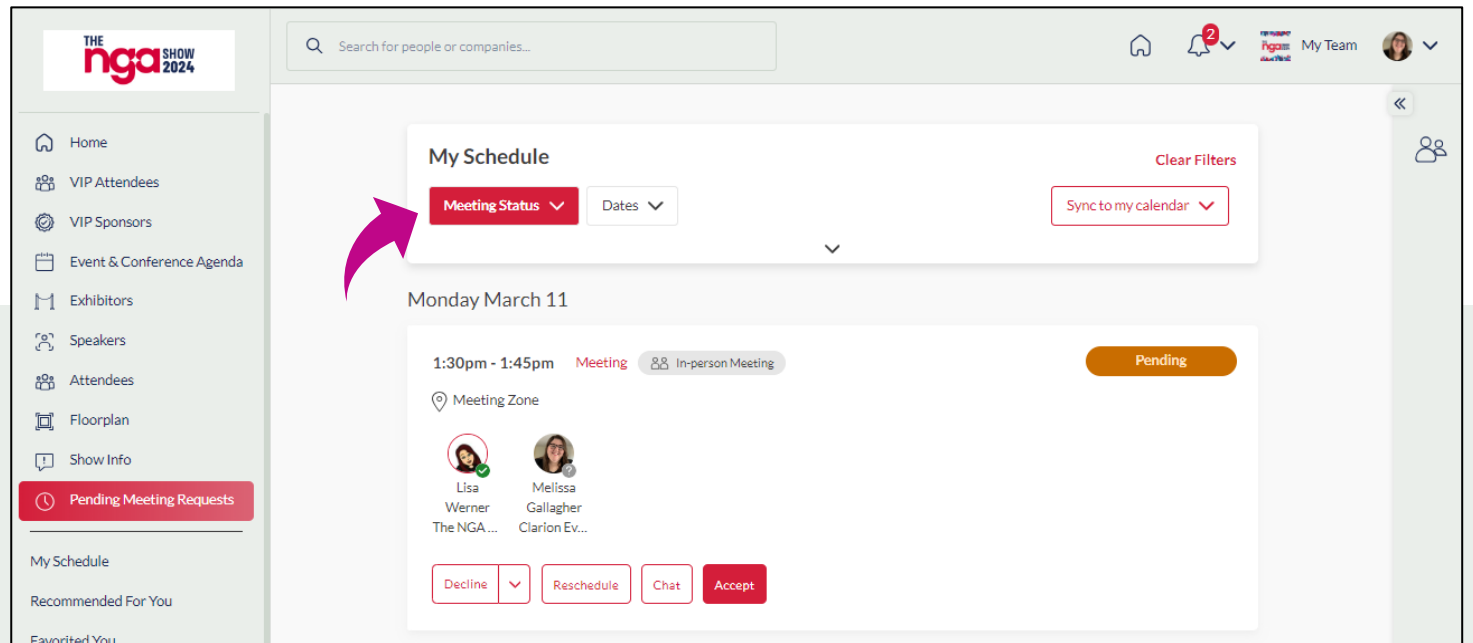 THE
nga SHOW
2024
Search for people or companies...
2
My Team
Home
VIP Attendees
VIP Sponsors
Event & Conference Agenda
Exhibitors
Speakers
Attendees
Floorplan
Show Info
Pending Meeting Requests
My Schedule
Recommended For You
Favorited You
My Schedule
Clear Filters
Meeting Status
Dates
Sync to my calendar
Monday March 11
1:30pm - 1:45pm Meeting In-person Meeting
Pending
Meeting Zone
Lisa
Werner
The NGA ...
Melissa
Gallagher
Clarion Ev...
Decline
Reschedule
Chat
Accept